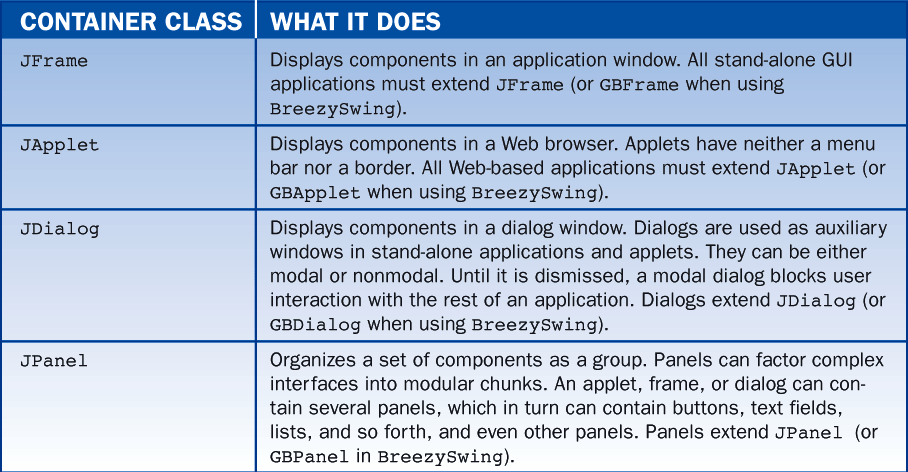 CONTAINER CLASS WHAT IT DOES
JFrame Displays components in an application window. All stand-alone GUI
applications must extend JFrame (or GBFrame when using
BreezySwing).
JApplet Displays components in a Web browser. Applets have neither a menu
bar nor a border. All Web-based applications must extend JApplet (or
GBApplet when using BreezySwing).
JDialog Displays components in a dialog window. Dialogs are used as auxiliary
windows in stand-alone applications and applets. They can be either
modal or nonmodal. Until it is dismissed, a modal dialog blocks user
interaction with the rest of an application. Dialogs extend JDialog (or
GBDialog when using BreezySwing).
JPanel Organizes a set of components as a group. Panels can factor complex
interfaces into modular chunks. An applet, frame, or dialog can con-
tain several panels, which in turn can contain buttons, text fields,
lists, and so forth, and even other panels. Panels extend JPanel (or
GBPanel in BreezySwing).